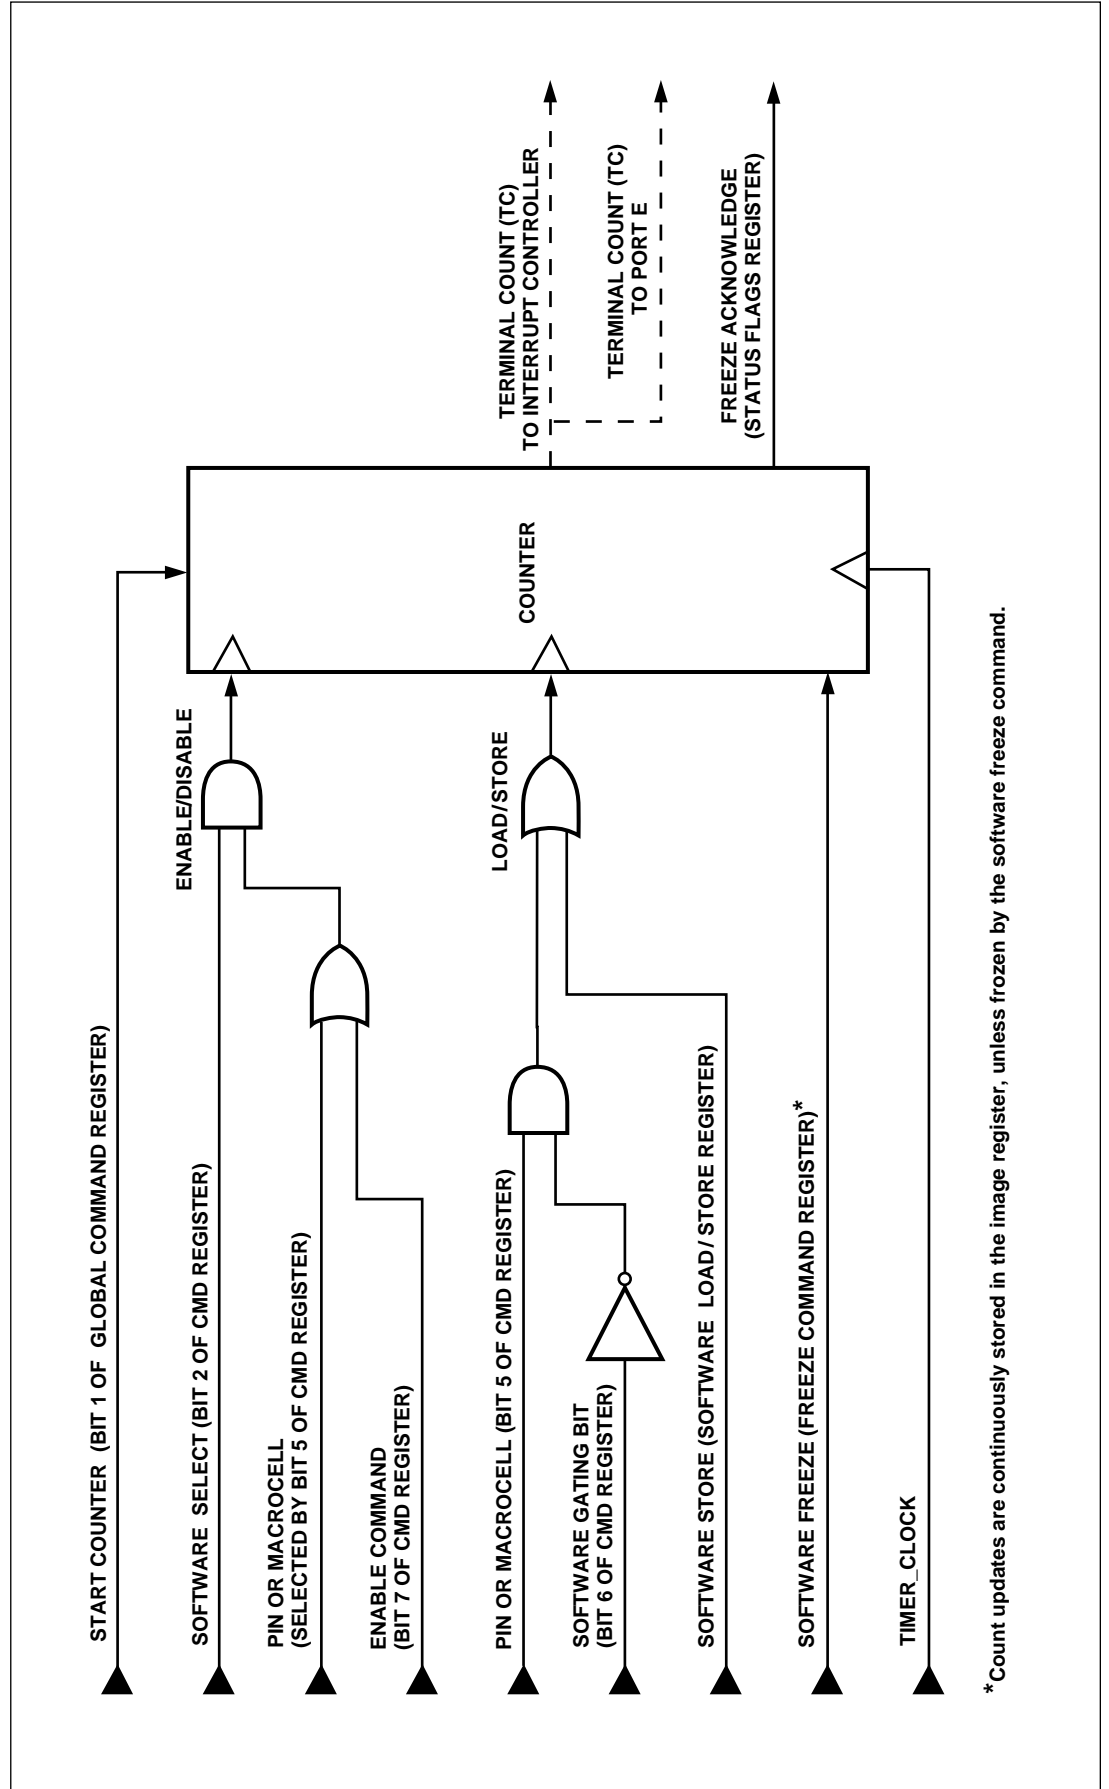 START COUNTER (BIT 1 OF GLOBAL COMMAND REGISTER)
SOFTWARE SELECT (BIT 2 OF CMD REGISTER)
PIN OR MACROCELL
(SELECTED BY BIT 5 OF CMD REGISTER)
ENABLE COMMAND
(BIT 7 OF CMD REGISTER)
PIN OR MACROCELL (BIT 5 OF CMD REGISTER)
SOFTWARE GATING BIT
(BIT 6 OF CMD REGISTER)
SOFTWARE STORE (SOFTWARE LOAD/ STORE REGISTER)
SOFTWARE FREEZE (FREEZE COMMAND REGISTER)*
TIMER_CLOCK
ENABLE/DISABLE
LOAD/STORE
COUNTER
TERMINAL COUNT (TC)
TO INTERRUPT CONTROLLER
TERMINAL COUNT (TC)
TO PORT E
FREEZE ACKNOWLEDGE
(STATUS FLAGS REGISTER)
*Count updates are continuously stored in the image register, unless frozen by the software freeze command.